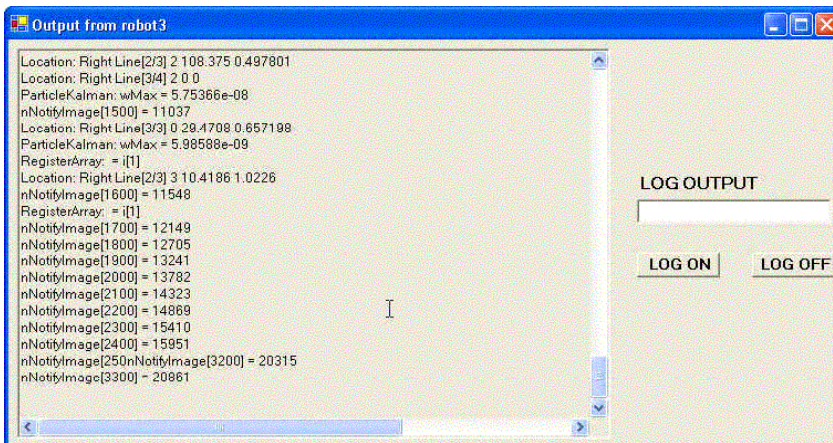 Output from robot3
Location: Right Line[2/3] 2 108.375 0.497801
Location: Right Line[3/4] 2 0 0
ParticleKalman: wMax = 5.75366e-08
nNotifyImage[1500] = 11037
Location: Right Line[3/3] 0 29.4708 0.657198
ParticleKalman: wMax = 5.98588e-09
RegisterArray: = i[1]
Location: Right Line[2/3] 3 10.4186 1.0226
nNotifyImage[1600] = 11548
RegisterArray: = i[1]
nNotifyImage[1700] = 12149
nNotifyImage[1800] = 12705
nNotifyImage[1900] = 13241
nNotifyImage[2000] = 13782
nNotifyImage[2100] = 14323
nNotifyImage[2200] = 14869
nNotifyImage[2300] = 15410
nNotifyImage[2400] = 15951
nNotifyImage[250nNotifyImage[3200] = 20315
nNotifyImage[3300] = 20861
LOG OUTPUT
LOG ON
LOG OFF